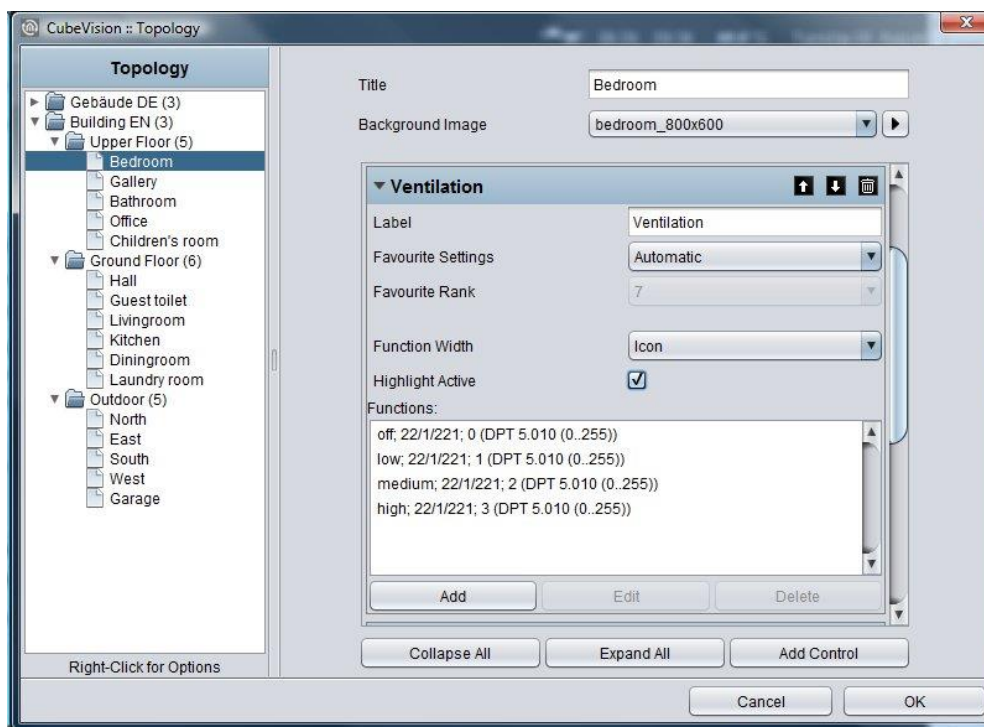 CubeVision :: Topology
Topology
Gebäude DE (3)
Building EN (3)
Upper Floor (5)
Bedroom
Gallery
Bathroom
Office
Children's room
Ground Floor (6)
Hall
Guest toilet
Livingroom
Kitchen
Diningroom
Laundry room
Outdoor (5)
North
East
South
West
Garage
Right-Click for Options
Title Bedroom
Background Image bedroom_800x600
Ventilation
Label Ventilation
Favourite Settings Automatic
Favourite Rank 7
Function Width Icon
Highlight Active
Functions:
off; 22/1/221; 0 (DPT 5.010 (0..255))
low; 22/1/221; 1 (DPT 5.010 (0..255))
medium; 22/1/221; 2 (DPT 5.010 (0..255))
high; 22/1/221; 3 (DPT 5.010 (0..255))
Add Edit Delete
Collapse All Expand All Add Control
Cancel OK